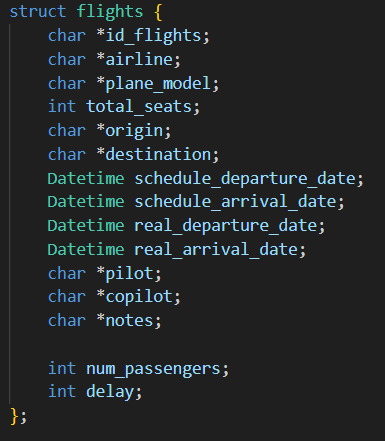 struct flights {
    char *id_flights;
    char *airline;
    char *plane_model;
    int total_seats;
    char *origin;
    char *destination;
    Datetime schedule_departure_date;
    Datetime schedule_arrival_date;
    Datetime real_departure_date;
    Datetime real_arrival_date;
    char *pilot;
    char *copilot;
    char *notes;

    int num_passengers;
    int delay;
};